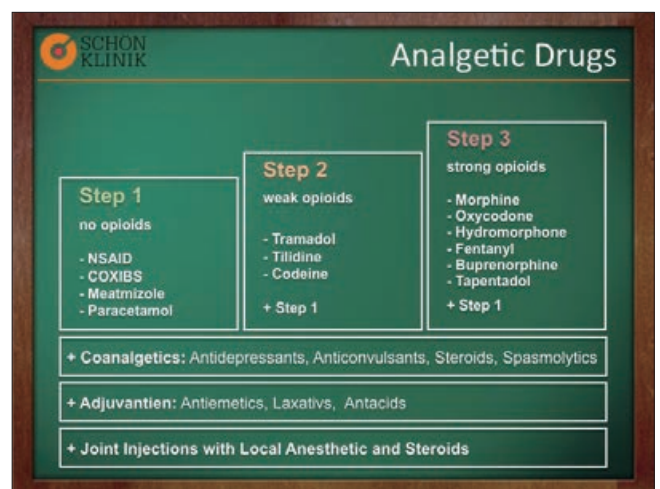 SCHÖN
KLINIK
Analgetic Drugs
Step 1
no opioids
- NSAID
- COXIBS
- Meatmizole
- Paracetamol
Step 2
weak opioids
- Tramadol
- Tilidine
- Codeine
+ Step 1
Step 3
strong opioids
- Morphine
- Oxycodone
- Hydromorphone
- Fentanyl
- Buprenorphine
- Tapentadol
+ Step 1
+ Coanalgetics: Antidepressants, Anticonvulsants, Steroids, Spasmolytics
+ Adjuvantien: Antiemetics, Laxativs, Antacids
+ Joint Injections with Local Anesthetic and Steroids